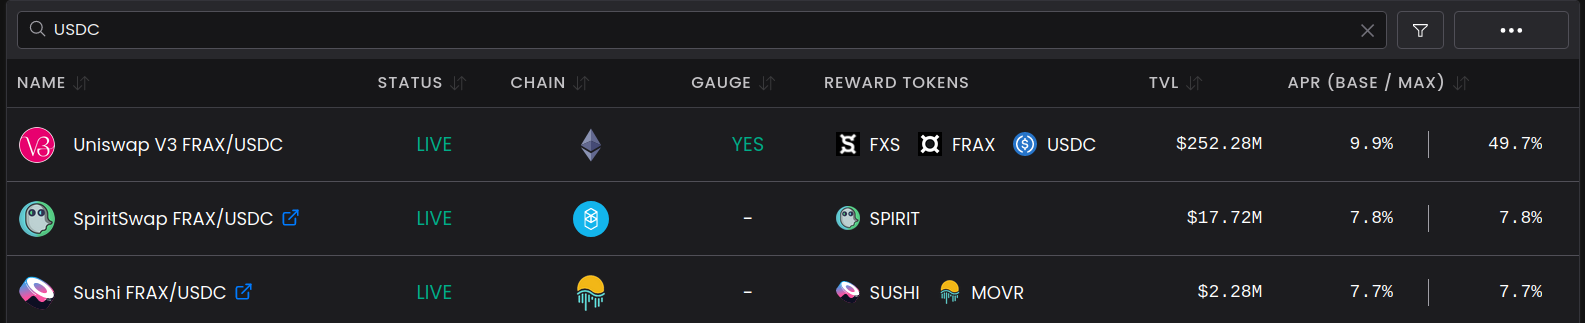 USDC
NAME STATUS CHAIN GAUGE REWARD TOKENS TVL APR (BASE / MAX)
V3 Uniswap V3 FRAX/USDC LIVE YES FXS FRAX USDC $252.28M 9.9% 49.7%
SpiritSwap FRAX/USDC LIVE - SPIRIT $17.72M 7.8% 7.8%
Sushi FRAX/USDC LIVE - SUSHI MOVR $2.28M 7.7% 7.7%